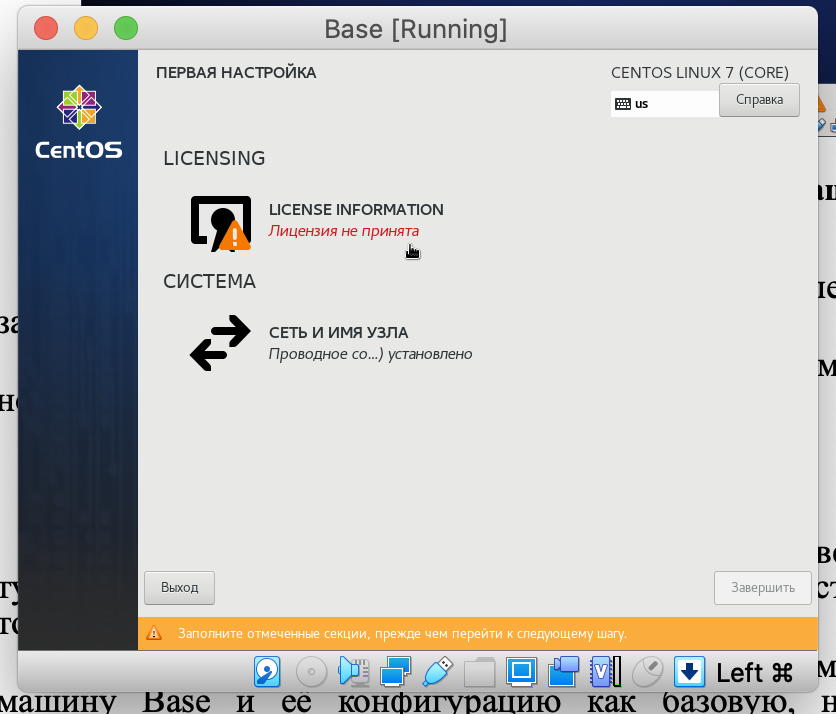 Base [Running]
ПЕРВАЯ НАСТРОЙКА
CENTOS LINUX 7 (CORE)
us
Справка
CentOS
LICENSING
LICENSE INFORMATION
Лицензия не принята
СИСТЕМА
СЕТЬ И ИМЯ УЗЛА
Проводное со...) установлено
Выход
Завершить
Заполните отмеченные секции, прежде чем перейти к следующему шагу.
Left ⌘
машину Base и её конфигурацию как базовую,